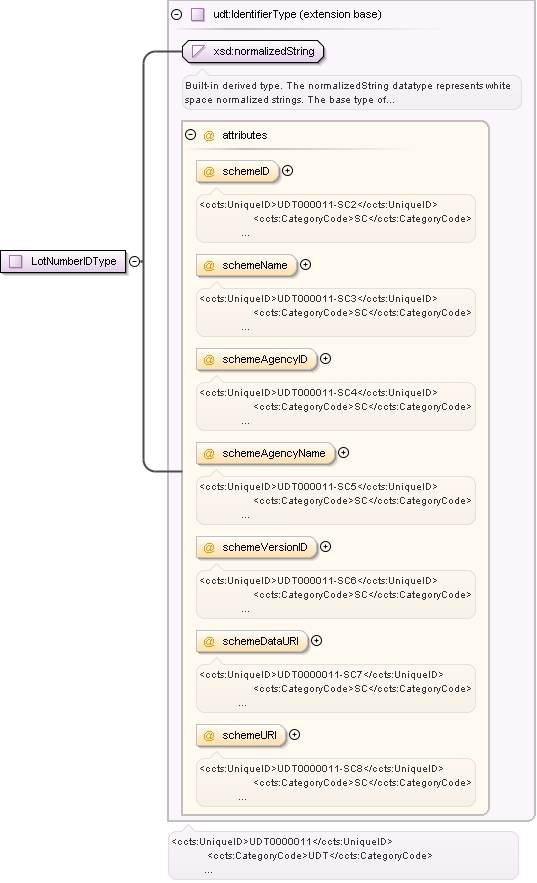 udt:IdentifierType (extension base)
xsd:normalizedString
Built-in derived type. The normalizedString datatype represents white
space normalized strings. The base type of...
@ attributes
@ schemeID
<ccts:UniqueID>UDT000011-SC2</ccts:UniqueID>
<ccts:CategoryCode>SC</ccts:CategoryCode>
...
LotNumberIDType
@ schemeName
<ccts:UniqueID>UDT000011-SC3</ccts:UniqueID>
<ccts:CategoryCode>SC</ccts:CategoryCode>
...
@ schemeAgencyID
<ccts:UniqueID>UDT000011-SC4</ccts:UniqueID>
<ccts:CategoryCode>SC</ccts:CategoryCode>
...
@ schemeAgencyName
<ccts:UniqueID>UDT000011-SC5</ccts:UniqueID>
<ccts:CategoryCode>SC</ccts:CategoryCode>
...
@ schemeVersionID
<ccts:UniqueID>UDT000011-SC6</ccts:UniqueID>
<ccts:CategoryCode>SC</ccts:CategoryCode>
...
@ schemeDataURI
<ccts:UniqueID>UDT0000011-SC7</ccts:UniqueID>
<ccts:CategoryCode>SC</ccts:CategoryCode>
...
@ schemeURI
<ccts:UniqueID>UDT0000011-SC8</ccts:UniqueID>
<ccts:CategoryCode>SC</ccts:CategoryCode>
...
<ccts:UniqueID>UDT0000011</ccts:UniqueID>
<ccts:CategoryCode>UDT</ccts:CategoryCode>
...